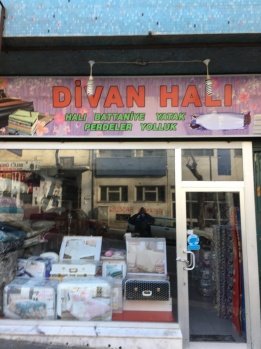 DİVAN HALI
HALI BATTANİYE YATAK
PERDELER YOLLUK